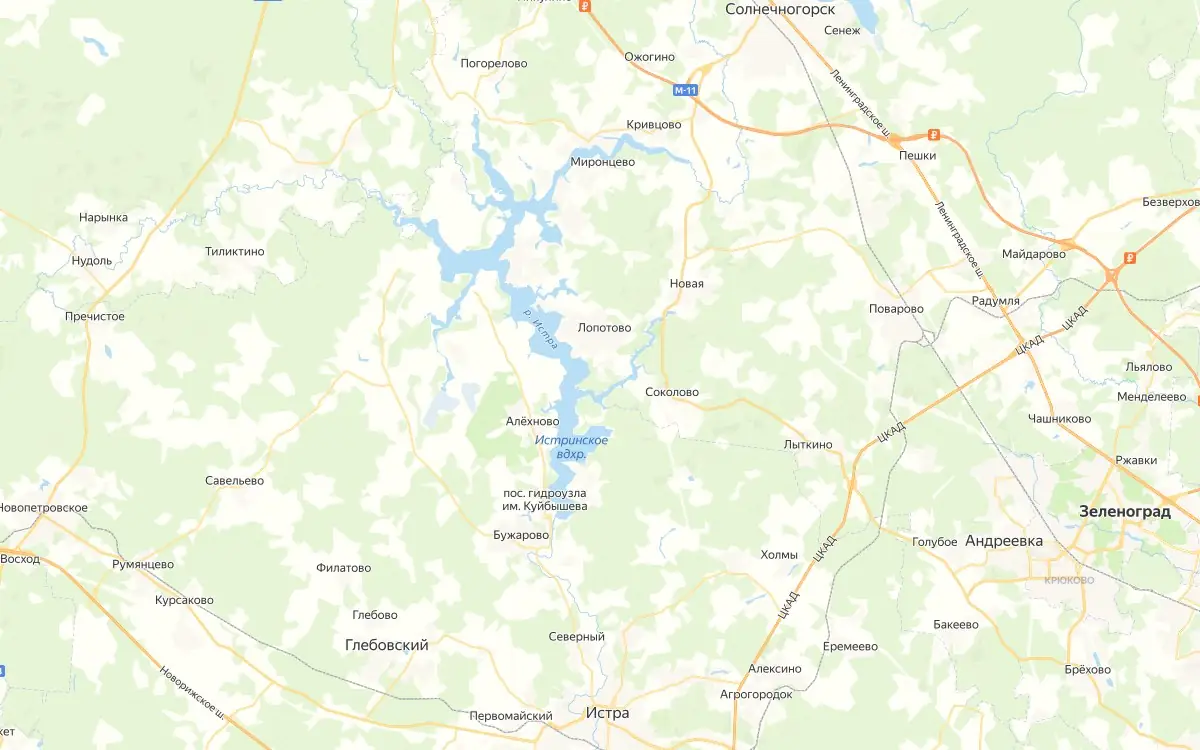 Солнечногорск
Сенеж
Ожогино
Погорелово
М-11
Ленинградское ш.
Кривцово
Пешки
Миронцево
Безверхов
Ленинградское ш.
Нарынка
Тиликтино
Майдарово
Нудоль
Новая
Радумля
Поварово
Пречистое
р. Истра
Лопотово
ЦКАД
ЦКАД
Льялово
Соколово
Менделеево
Алёхново
Чашниково
Истринское
вдхр.
ЦКАД
Лыткино
Ржавки
Савельево
пос. гидроузла
им. Куйбышева
Новопетровское
Зеленоград
Бужарово
Голубое
Андреевка
ЦКАД
Холмы
Восход
Румянцево
Филатово
КРЮКОВО
Курсаково
ЦКАД
Глебово
Бакеево
Северный
Глебовский
Еремеево
Алексино
Брёхово
Новорижское ш.
Агрогородок
Первомайский
Истра